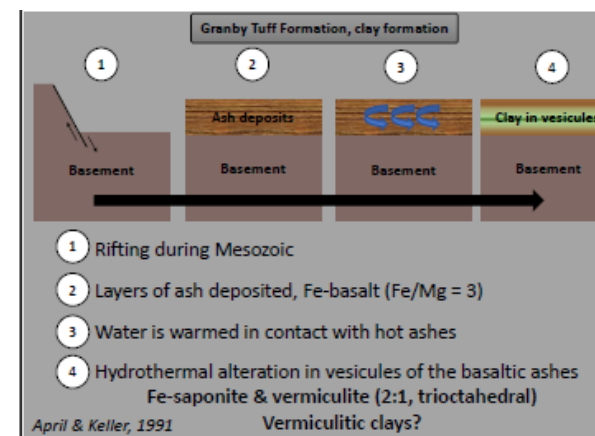 Granby Tuff Formation, clay formation
1
2
3
4
Ash deposits
Clay in vesicules
Basement
Basement
Basement
Basement
1 Rifting during Mesozoic
2 Layers of ash deposited, Fe-basalt (Fe/Mg = 3)
3 Water is warmed in contact with hot ashes
4 Hydrothermal alteration in vesicules of the basaltic ashes
Fe-saponite & vermiculite (2:1, trioctahedral)
April & Keller, 1991
Vermiculitic clays?